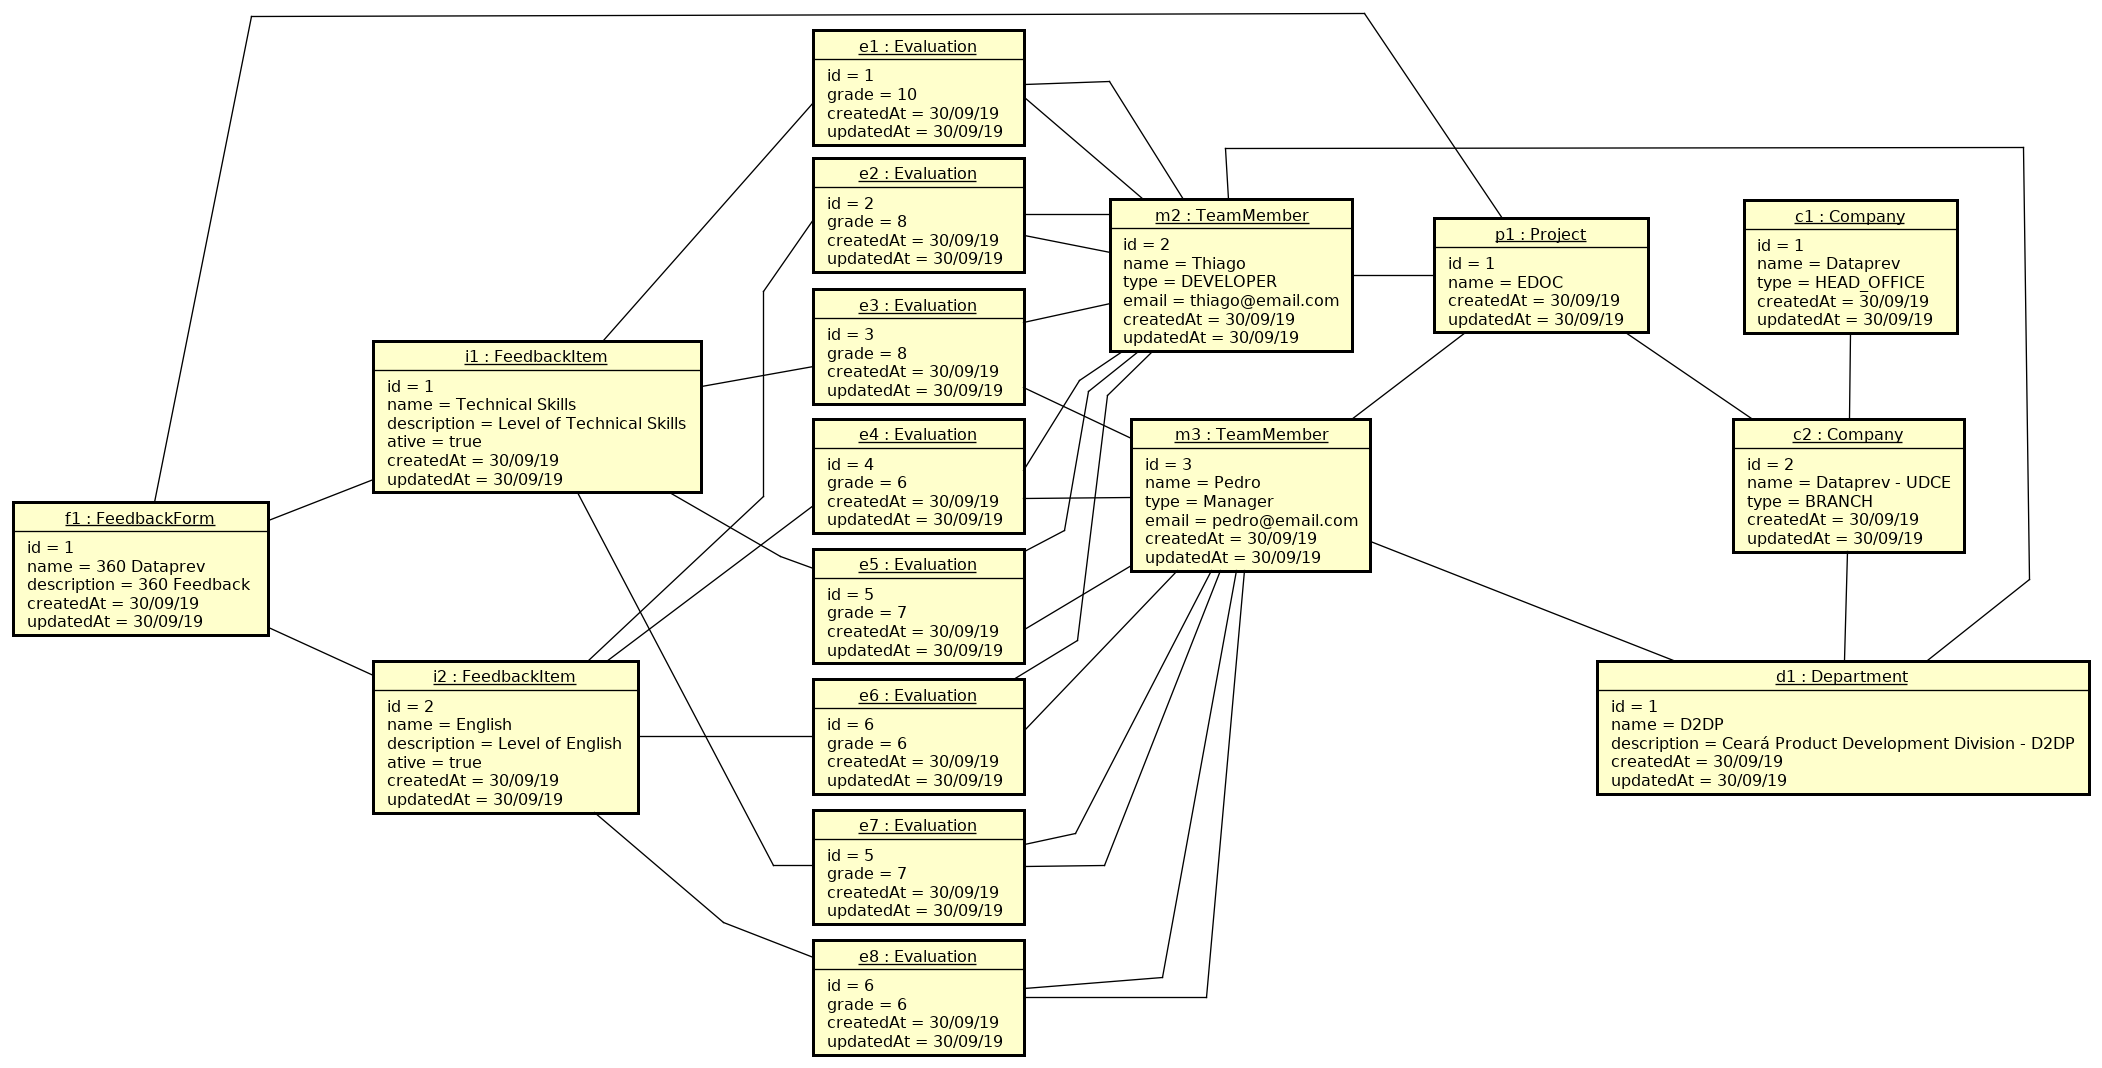 e1 : Evaluation
id = 1
grade = 10
createdAt = 30/09/19
updatedAt = 30/09/19
e2 : Evaluation
id = 2
grade = 8
createdAt = 30/09/19
updatedAt = 30/09/19
e3 : Evaluation
id = 3
grade = 8
createdAt = 30/09/19
updatedAt = 30/09/19
e4 : Evaluation
id = 4
grade = 6
createdAt = 30/09/19
updatedAt = 30/09/19
e5 : Evaluation
id = 5
grade = 7
createdAt = 30/09/19
updatedAt = 30/09/19
e6 : Evaluation
id = 6
grade = 6
createdAt = 30/09/19
updatedAt = 30/09/19
e7 : Evaluation
id = 5
grade = 7
createdAt = 30/09/19
updatedAt = 30/09/19
e8 : Evaluation
id = 6
grade = 6
createdAt = 30/09/19
updatedAt = 30/09/19
m2 : TeamMember
id = 2
name = Thiago
type = DEVELOPER
email = thiago@email.com
createdAt = 30/09/19
updatedAt = 30/09/19
p1 : Project
id = 1
name = EDOC
createdAt = 30/09/19
updatedAt = 30/09/19
c1 : Company
id = 1
name = Dataprev
type = HEAD_OFFICE
createdAt = 30/09/19
updatedAt = 30/09/19
i1 : FeedbackItem
id = 1
name = Technical Skills
description = Level of Technical Skills
ative = true
createdAt = 30/09/19
updatedAt = 30/09/19
m3 : TeamMember
id = 3
name = Pedro
type = Manager
email = pedro@email.com
createdAt = 30/09/19
updatedAt = 30/09/19
c2 : Company
id = 2
name = Dataprev - UDCE
type = BRANCH
createdAt = 30/09/19
updatedAt = 30/09/19
f1 : FeedbackForm
id = 1
name = 360 Dataprev
description = 360 Feedback
createdAt = 30/09/19
updatedAt = 30/09/19
i2 : FeedbackItem
id = 2
name = English
description = Level of English
ative = true
createdAt = 30/09/19
updatedAt = 30/09/19
d1 : Department
id = 1
name = D2DP
description = Ceará Product Development Division - D2DP
createdAt = 30/09/19
updatedAt = 30/09/19